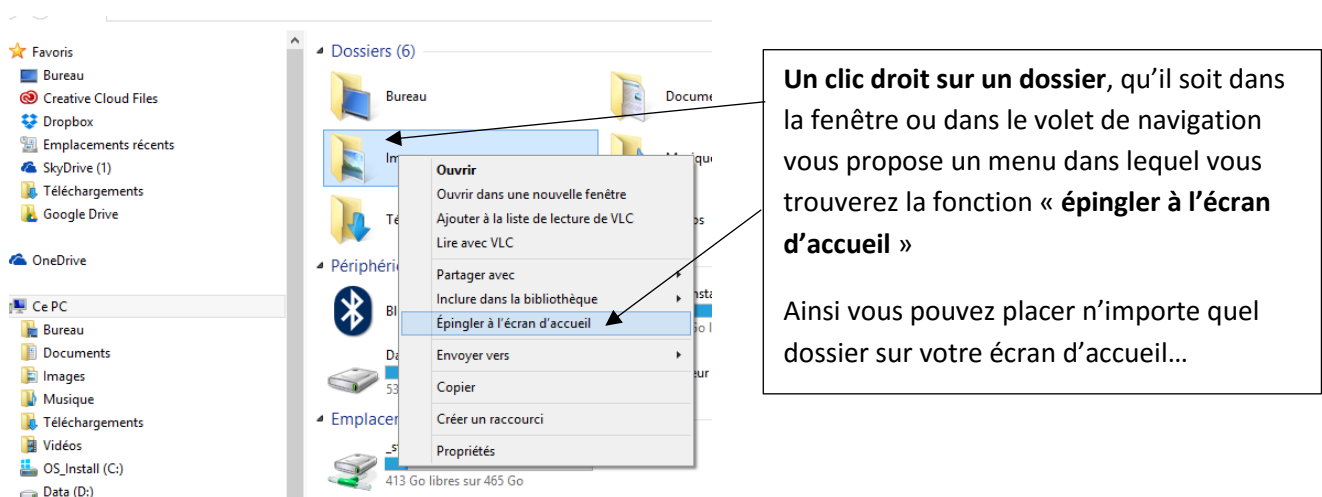 Favoris
Bureau
Creative Cloud Files
Dropbox
Emplacements récents
SkyDrive (1)
Téléchargements
Google Drive
OneDrive
Ce PC
Bureau
Documents
Images
Musique
Téléchargements
Vidéos
OS_Install (C:)
Data (D:)
Dossiers (6)
Bureau
Ouvrir
Ouvrir dans une nouvelle fenêtre
Ajouter à la liste de lecture de VLC
Lire avec VLC
Partager avec
Inclure dans la bibliothèque
Épingler à l'écran d'accueil
Envoyer vers
Copier
Créer un raccourci
Propriétés
413 Go libres sur 465 Go
Un clic droit sur un dossier, qu'il soit dans
la fenêtre ou dans le volet de navigation
vous propose un menu dans lequel vous
trouverez la fonction « épingler à l'écran
d'accueil »
Ainsi vous pouvez placer n'importe quel
dossier sur votre écran d'accueil…